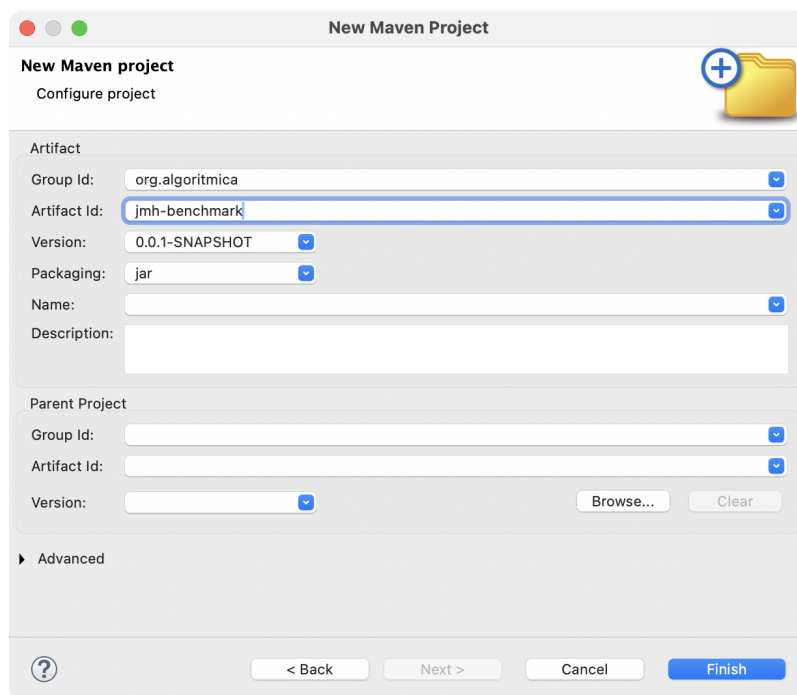 New Maven Project
New Maven project
Configure project
Artifact
Group Id: org.algoritmica
Artifact Id: jmh-benchmark
Version: 0.0.1-SNAPSHOT
Packaging: jar
Name:
Description:
Parent Project
Group Id:
Artifact Id:
Version: Browse... Clear
Advanced
? < Back Next > Cancel Finish